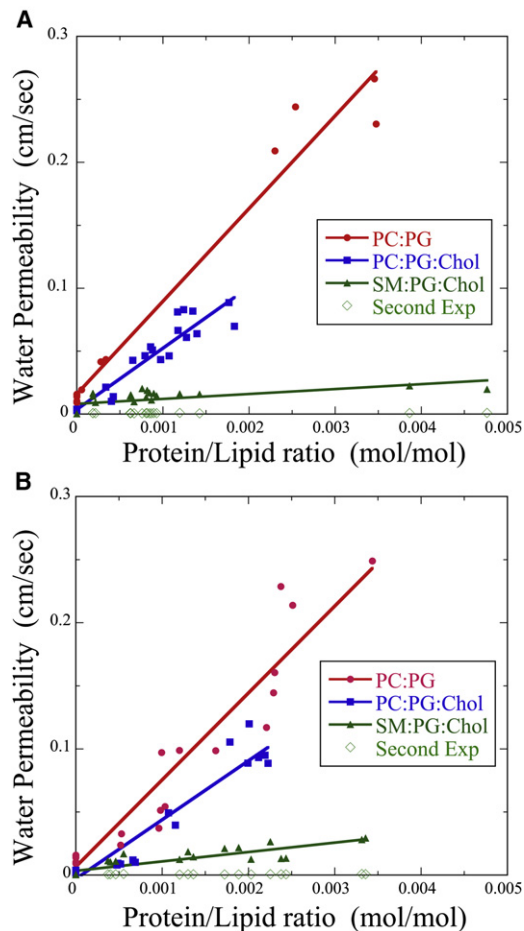 A
Water Permeability (cm/sec)
0.3
0.2
0.1
0
PC:PG
PC:PG:Chol
SM:PG:Chol
Second Exp
0 0.001 0.002 0.003 0.004 0.005
Protein/Lipid ratio (mol/mol)
B
Water Permeability (cm/sec)
0.3
0.2
0.1
0
PC:PG
PC:PG:Chol
SM:PG:Chol
Second Exp
0 0.001 0.002 0.003 0.004 0.005
Protein/Lipid ratio (mol/mol)